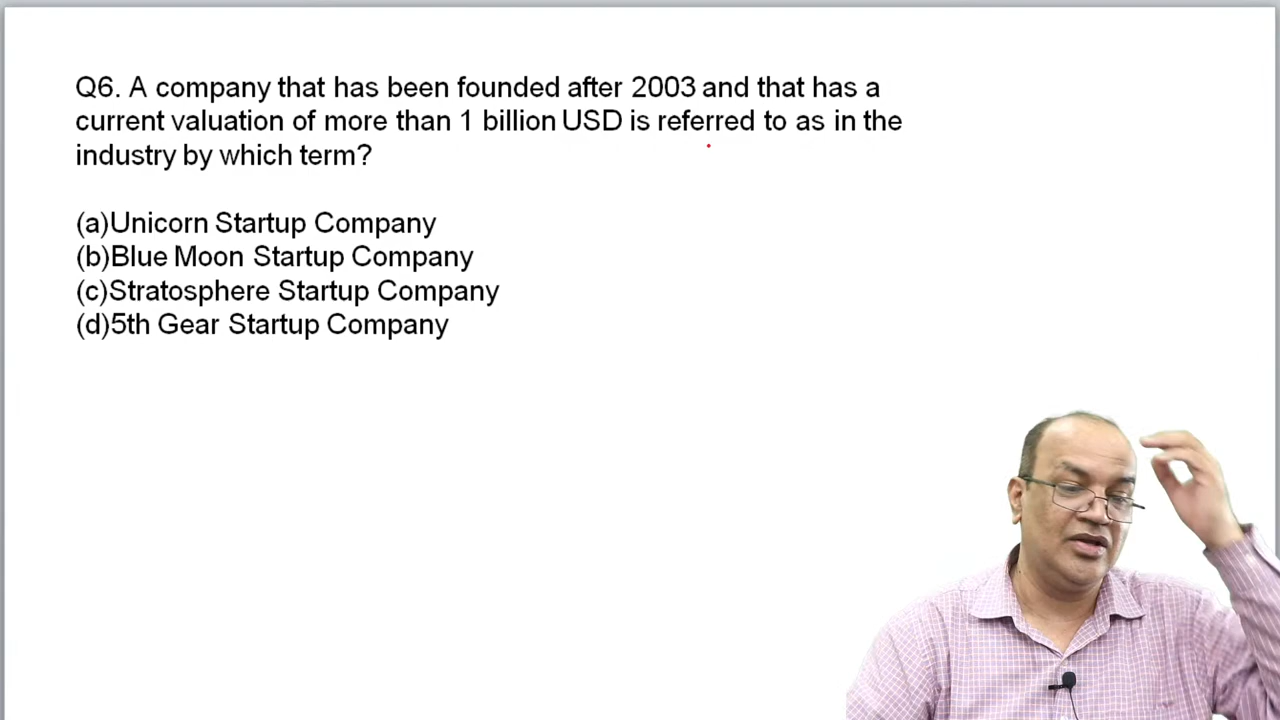 Q6. A company that has been founded after 2003 and that has a
current valuation of more than 1 billion USD is referred to as in the
industry by which term?
(a)Unicorn Startup Company
(b)Blue Moon Startup Company
(c)Stratosphere Startup Company
(d)5th Gear Startup Company